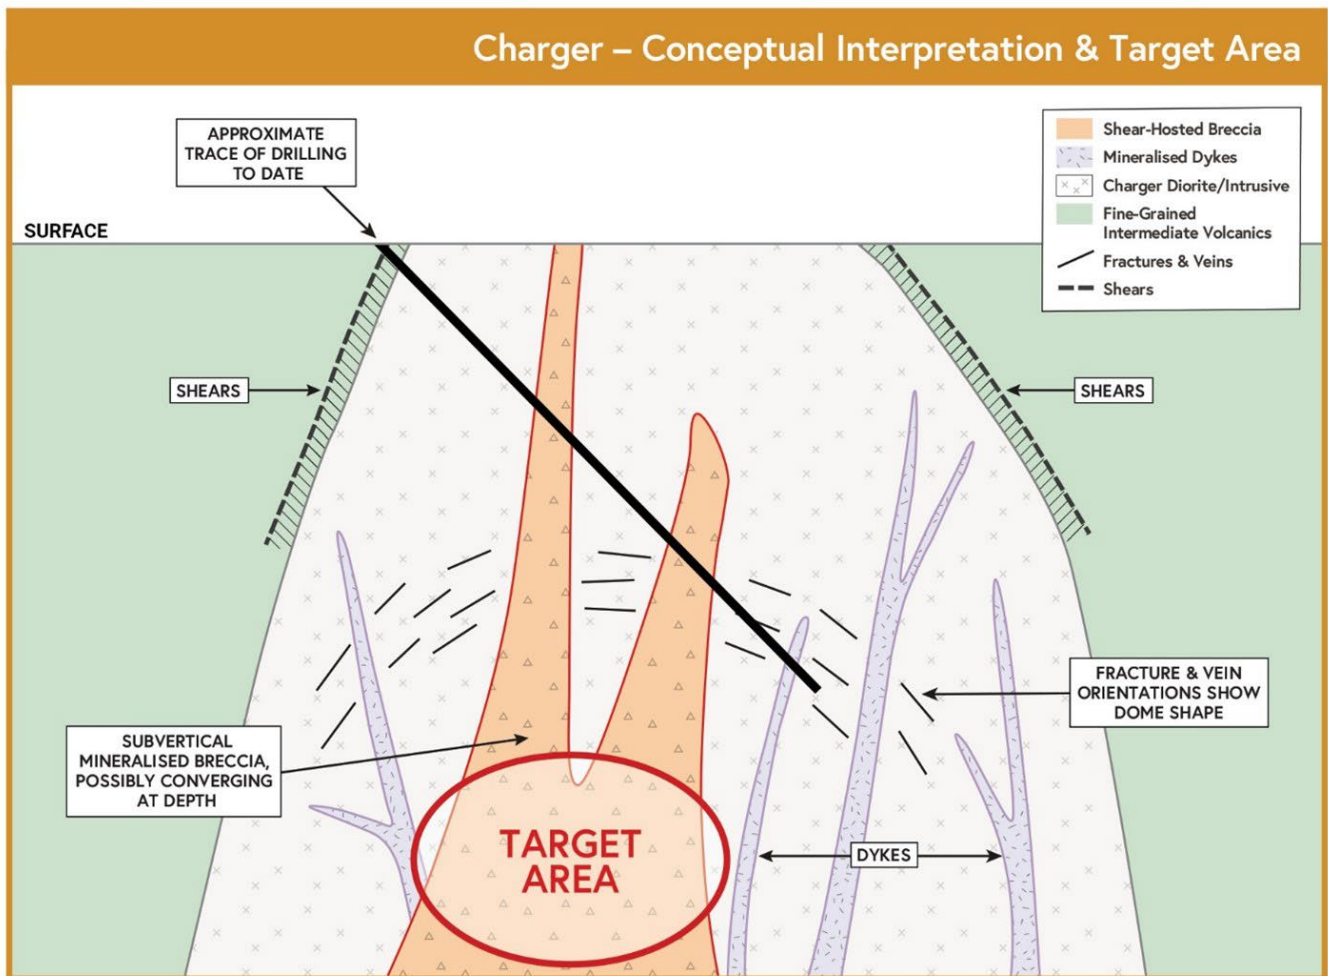 Charger – Conceptual Interpretation & Target Area
APPROXIMATE
TRACE OF DRILLING
TO DATE
Shear-Hosted Breccia
Mineralised Dykes
Charger Diorite/Intrusive
Fine-Grained
Intermediate Volcanics
Fractures & Veins
Shears
SURFACE
SHEARS
SHEARS
FRACTURE & VEIN
ORIENTATIONS SHOW
DOME SHAPE
SUBVERTICAL
MINERALISED BRECCIA,
POSSIBLY CONVERGING
AT DEPTH
TARGET
AREA
DYKES